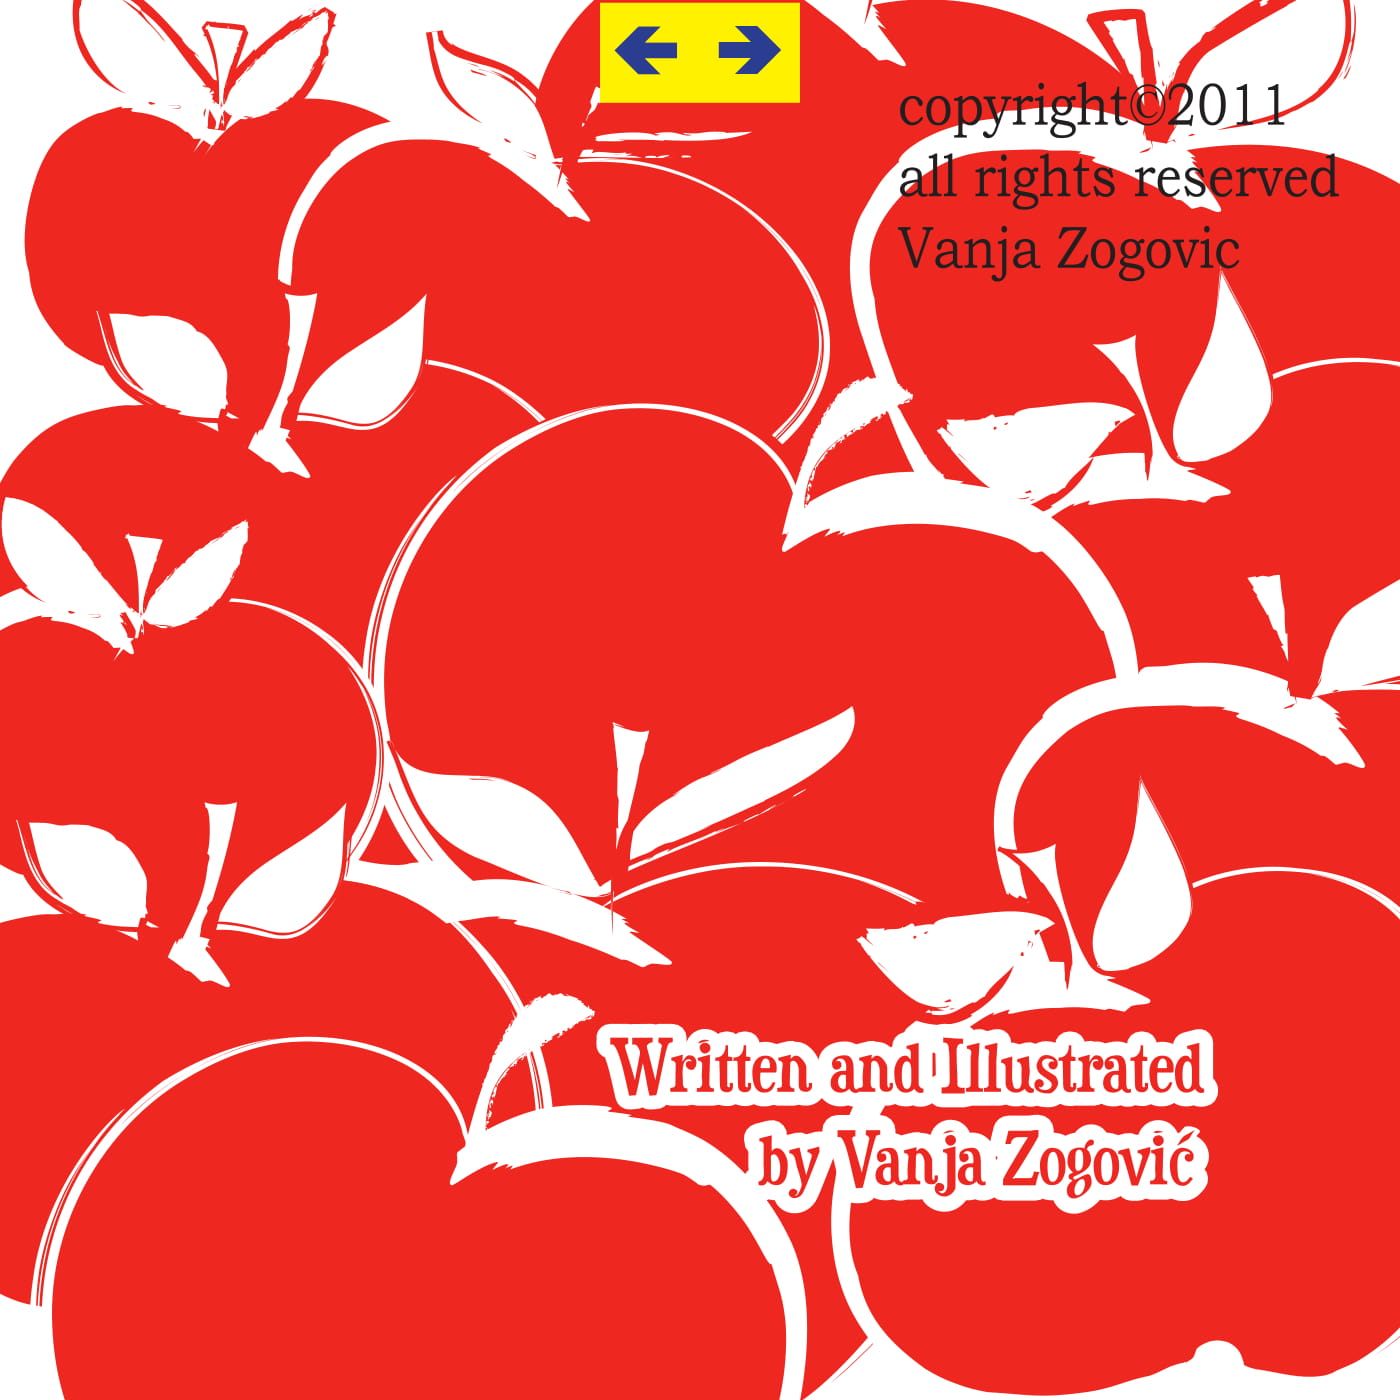 copyright©2011
all rights reserved
Vanja Zogovic
Written and Illustrated
by Vanja Zogović